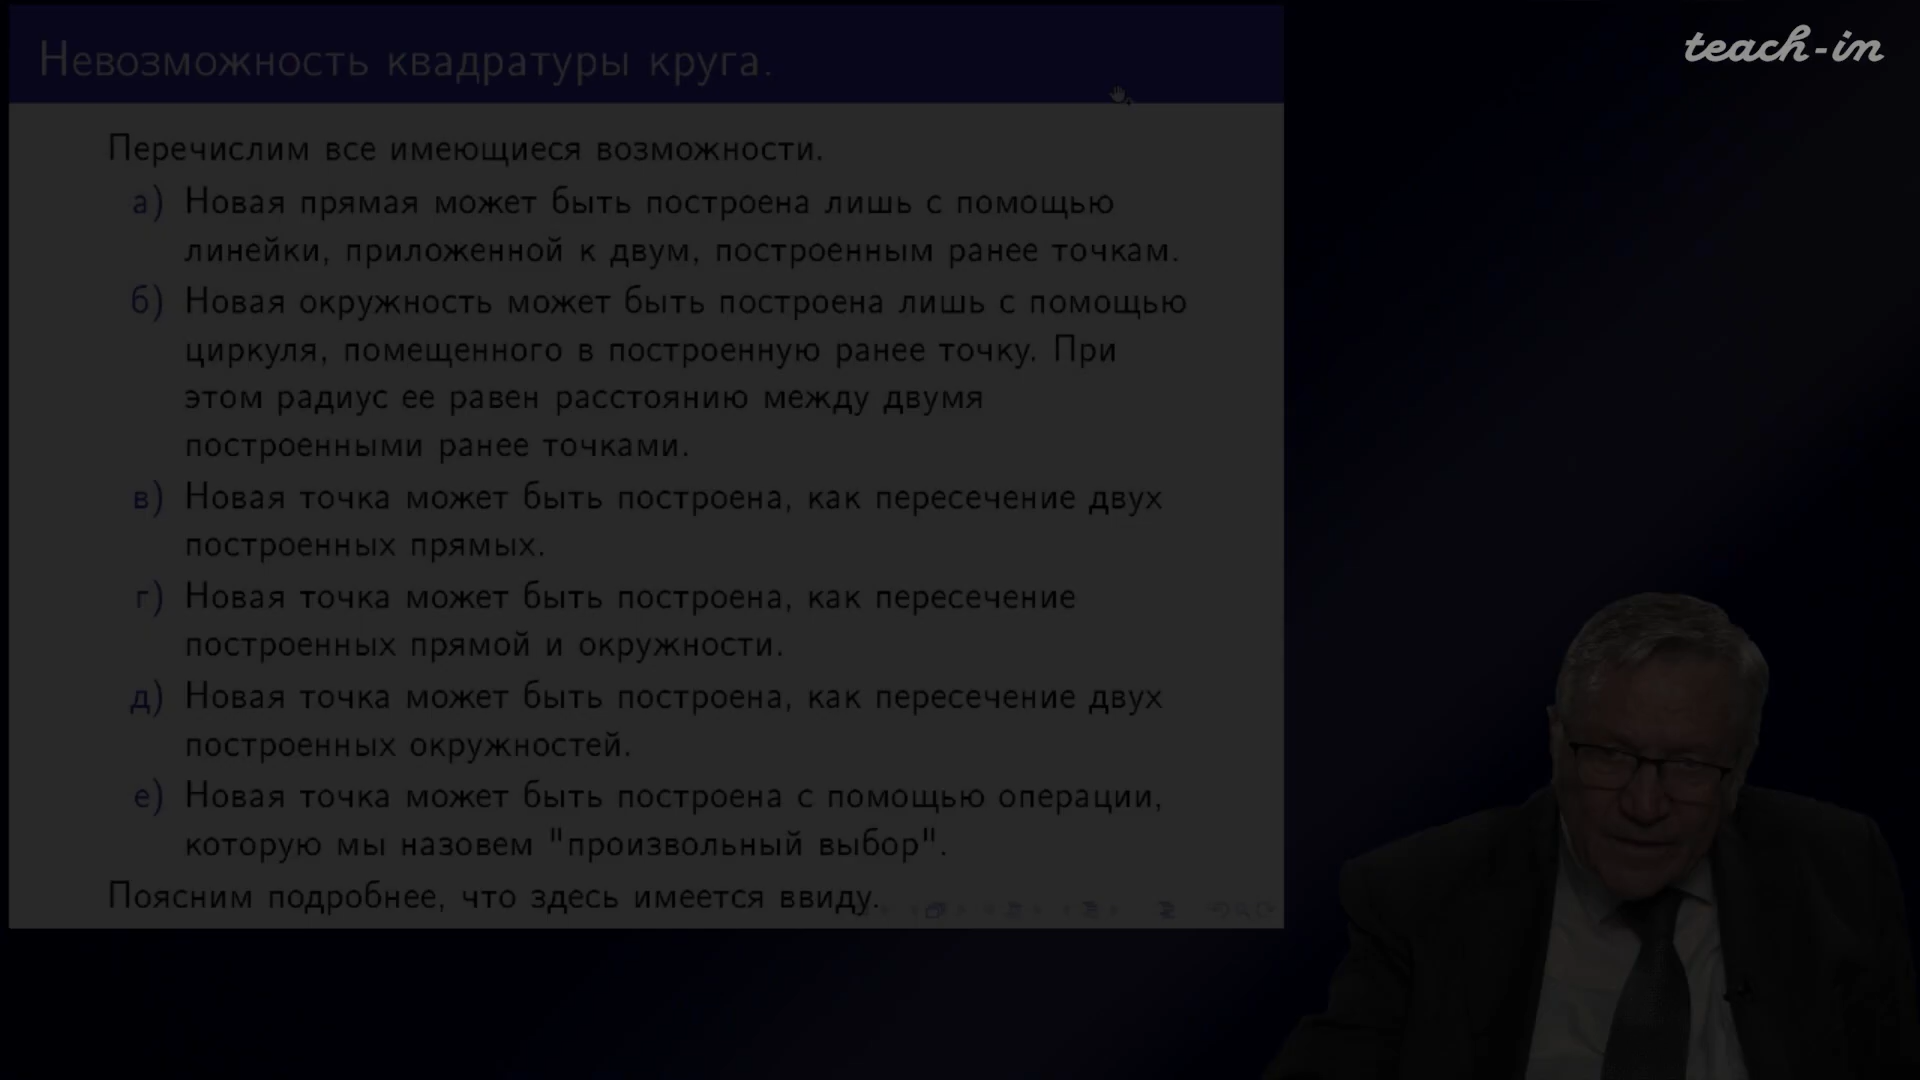 teach-in
Невозможность квадратуры круга.
Перечислим все имеющиеся возможности.
а) Новая прямая может быть построена лишь с помощью
линейки, приложенной к двум, построенным ранее точкам.
б) Новая окружность может быть построена лишь с помощью
циркуля, помещенного в построенную ранее точку. При
этом радиус ее равен расстоянию между двумя
построенными ранее точками.
в) Новая точка может быть построена, как пересечение двух
построенных прямых.
г) Новая точка может быть построена, как пересечение
построенных прямой и окружности.
д) Новая точка может быть построена, как пересечение двух
построенных окружностей.
е) Новая точка может быть построена с помощью операции,
которую мы назовем "произвольный выбор".
Поясним подробнее, что здесь имеется ввиду.